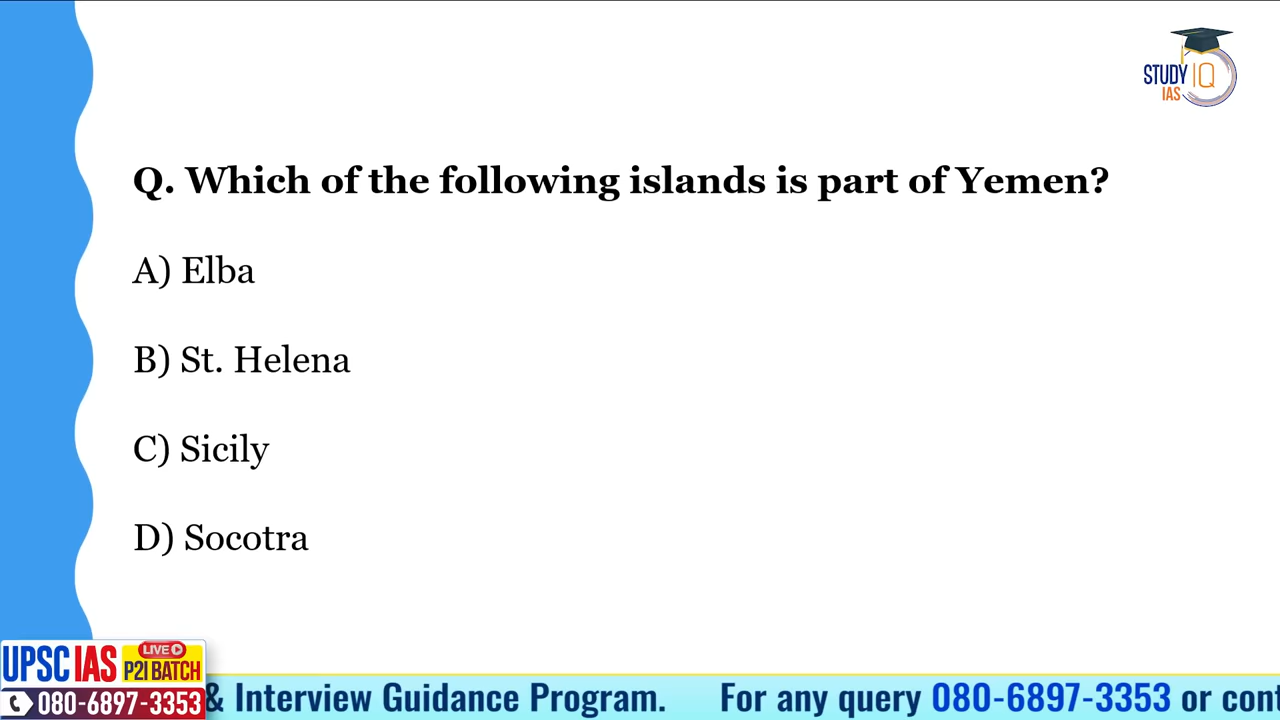 STUDY IQ
IAS
Q. Which of the following islands is part of Yemen?
A) Elba
B) St. Helena
C) Sicily
D) Socotra
LIVE
UPSC IAS P2I BATCH
080-6897-3353
& Interview Guidance Program. For any query 080-6897-3353 or cont